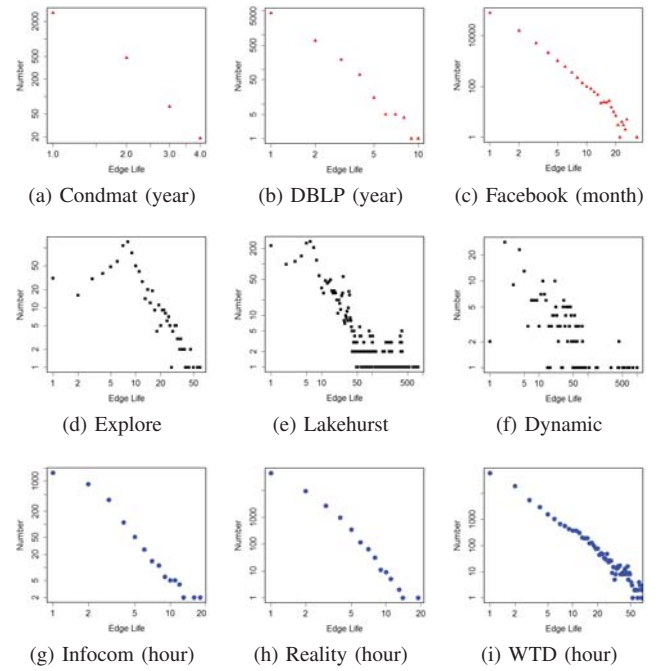 2000
500
200
50
20
1.0 2.0 3.0 4.0
Number
Edge Life
(a) Condmat (year)
5000
500
50
5
1
1 2 5 10
Number
Edge Life
(b) DBLP (year)
10000
100
1
1 2 5 20
Number
Edge Life
(c) Facebook (month)
50
20
10
5
2
1
1 2 5 10 20 50
Number
Edge Life
(d) Explore
200
50
20
5
2
1
1 5 10 50 500
Number
Edge Life
(e) Lakehurst
20
10
5
2
1
1 5 10 50 500
Number
Edge Life
(f) Dynamic
1000
200
50
20
5
2
1 2 5 10 20
Number
Edge Life
(g) Infocom (hour)
1000
100
10
1
1 2 5 10 20
Number
Edge Life
(h) Reality (hour)
1000
100
10
1
1 2 5 10 20 50
Number
Edge Life
(i) WTD (hour)